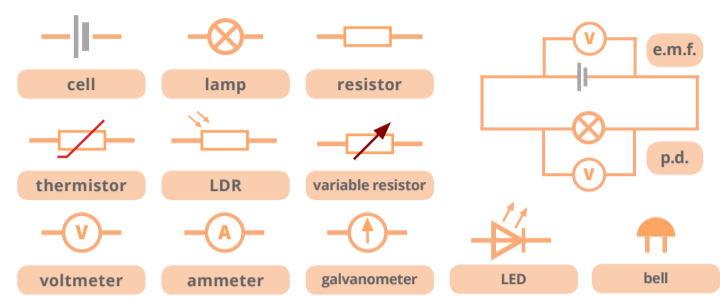 V
e.m.f.
cell
lamp
resistor
p.d.
V
thermistor
LDR
variable resistor
V
A
voltmeter
ammeter
galvanometer
LED
bell